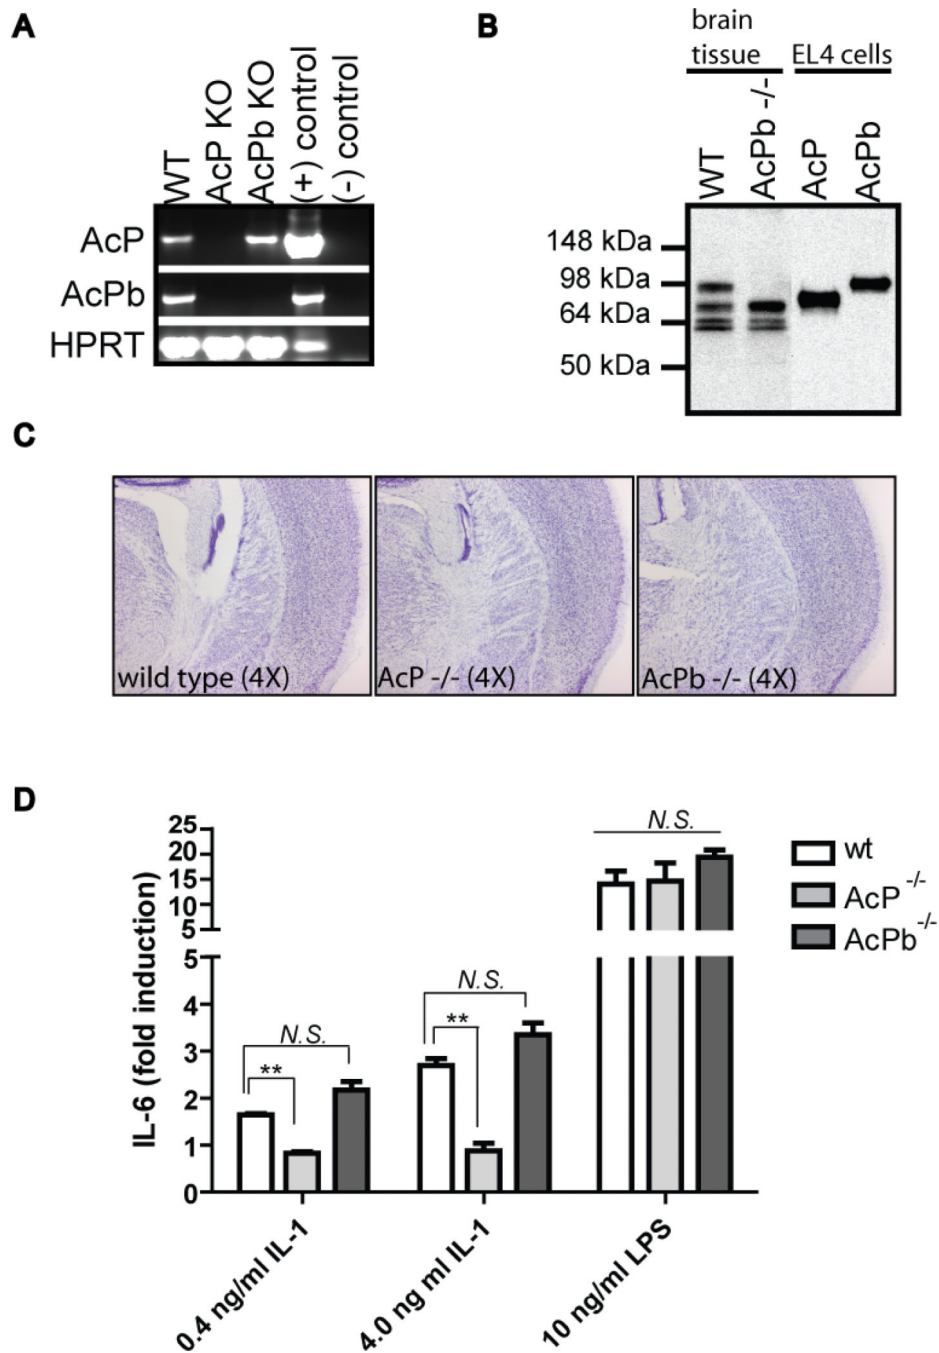 A
WT
AcP KO
AcPb KO
(+) control
(-) control
AcP
AcPb
HPRT
B
brain
tissue
EL4 cells
WT
AcPb -/-
AcP
AcPb
148 kDa
98 kDa
64 kDa
50 kDa
C
wild type (4X)
AcP -/- (4X)
AcPb -/- (4X)
D
IL-6 (fold induction)
25
20
15
10
5
5
4
3
2
1
0
N.S.
**
N.S.
**
N.S.
wt
AcP -/-
AcPb -/-
0.4 ng/ml IL-1
4.0 ng ml IL-1
10 ng/ml LPS